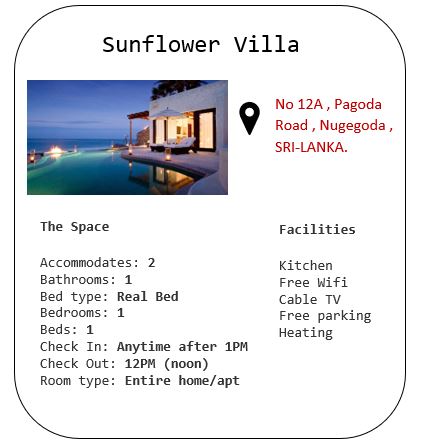 Sunflower Villa
No 12A , Pagoda
Road , Nugegoda ,
SRI-LANKA.
The Space
Accommodates: 2
Bathrooms: 1
Bed type: Real Bed
Bedrooms: 1
Beds: 1
Check In: Anytime after 1PM
Check Out: 12PM (noon)
Room type: Entire home/apt
Facilities
Kitchen
Free Wifi
Cable TV
Free parking
Heating